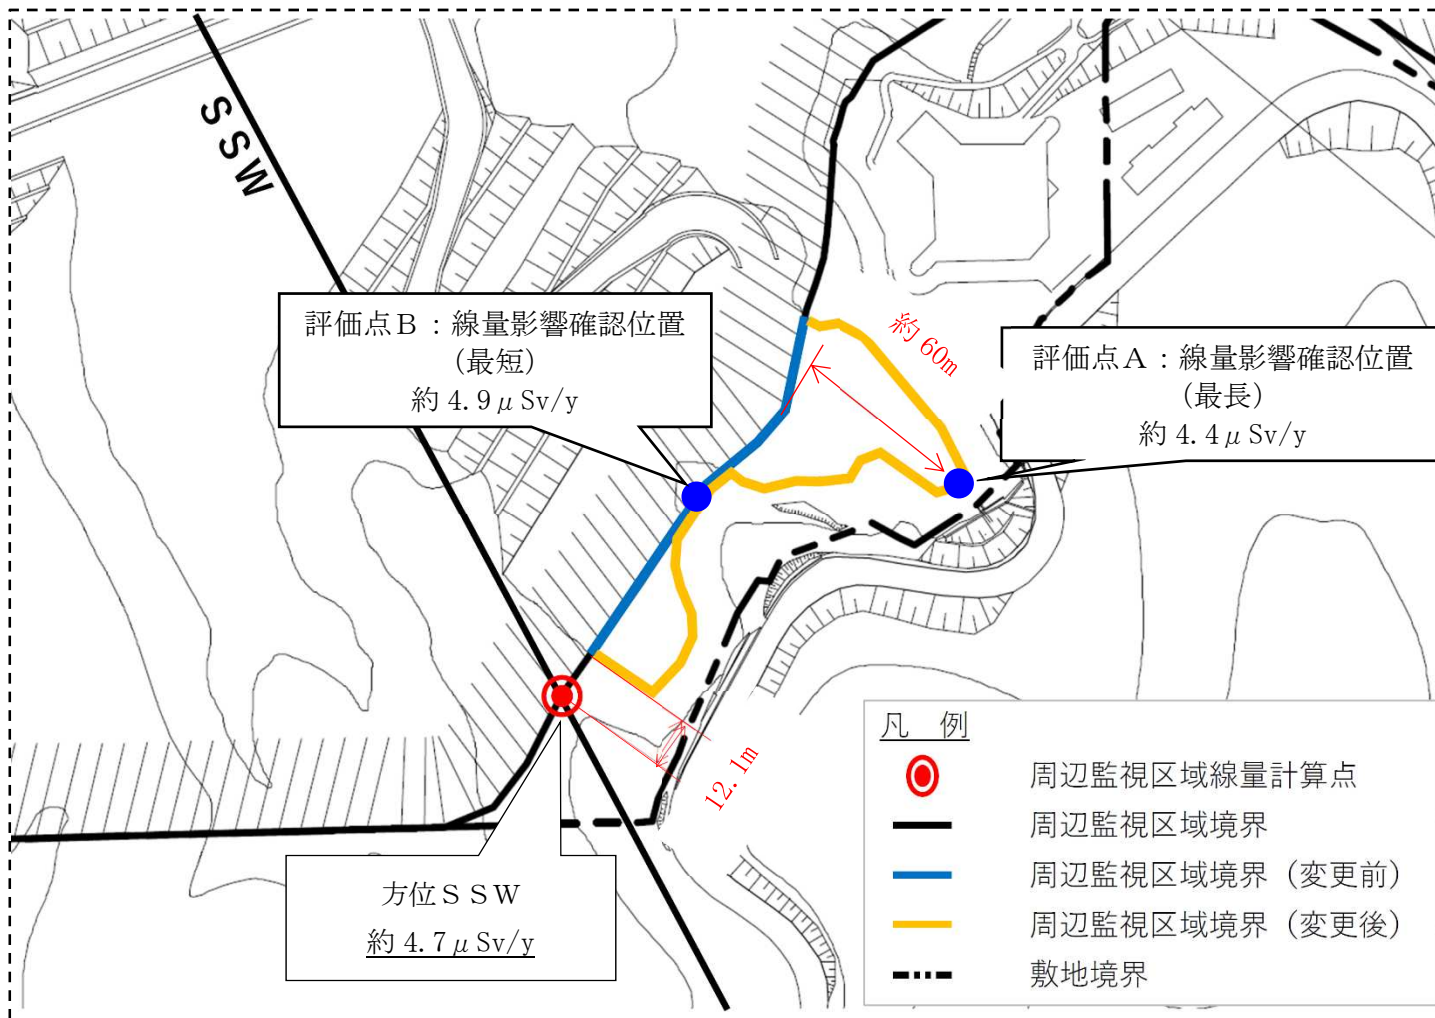 SSW
評価点B：線量影響確認位置
(最短)
約 4.9μSv/y
約 60m
評価点A：線量影響確認位置
(最長)
約 4.4μSv/y
12.1m
方位SSW
約 4.7μSv/y
凡 例
周辺監視区域線量計算点
周辺監視区域境界
周辺監視区域境界（変更前）
周辺監視区域境界（変更後）
敷地境界